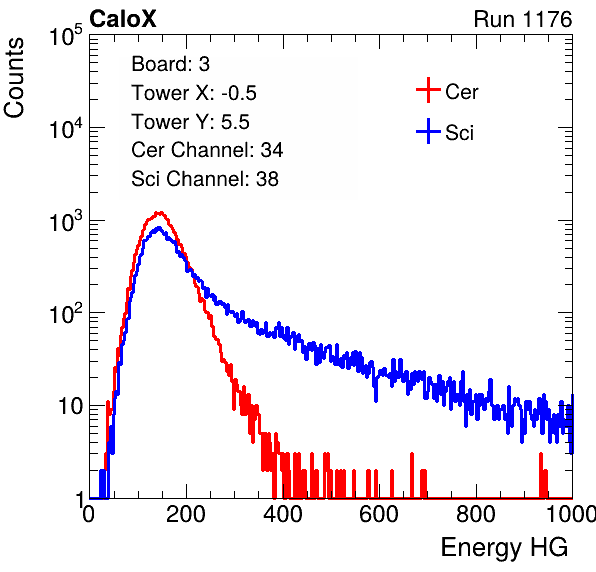 CaloX Run 1176
Counts
10^5
10^4
10^3
10^2
10
1
Board: 3
Tower X: -0.5
Tower Y: 5.5
Cer Channel: 34
Sci Channel: 38
Cer
Sci
0 200 400 600 800 1000
Energy HG